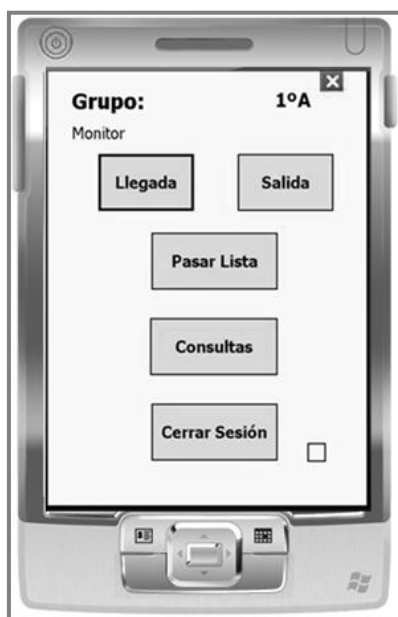 Grupo: 1ºA
Monitor
Llegada Salida
Pasar Lista
Consultas
Cerrar Sesión